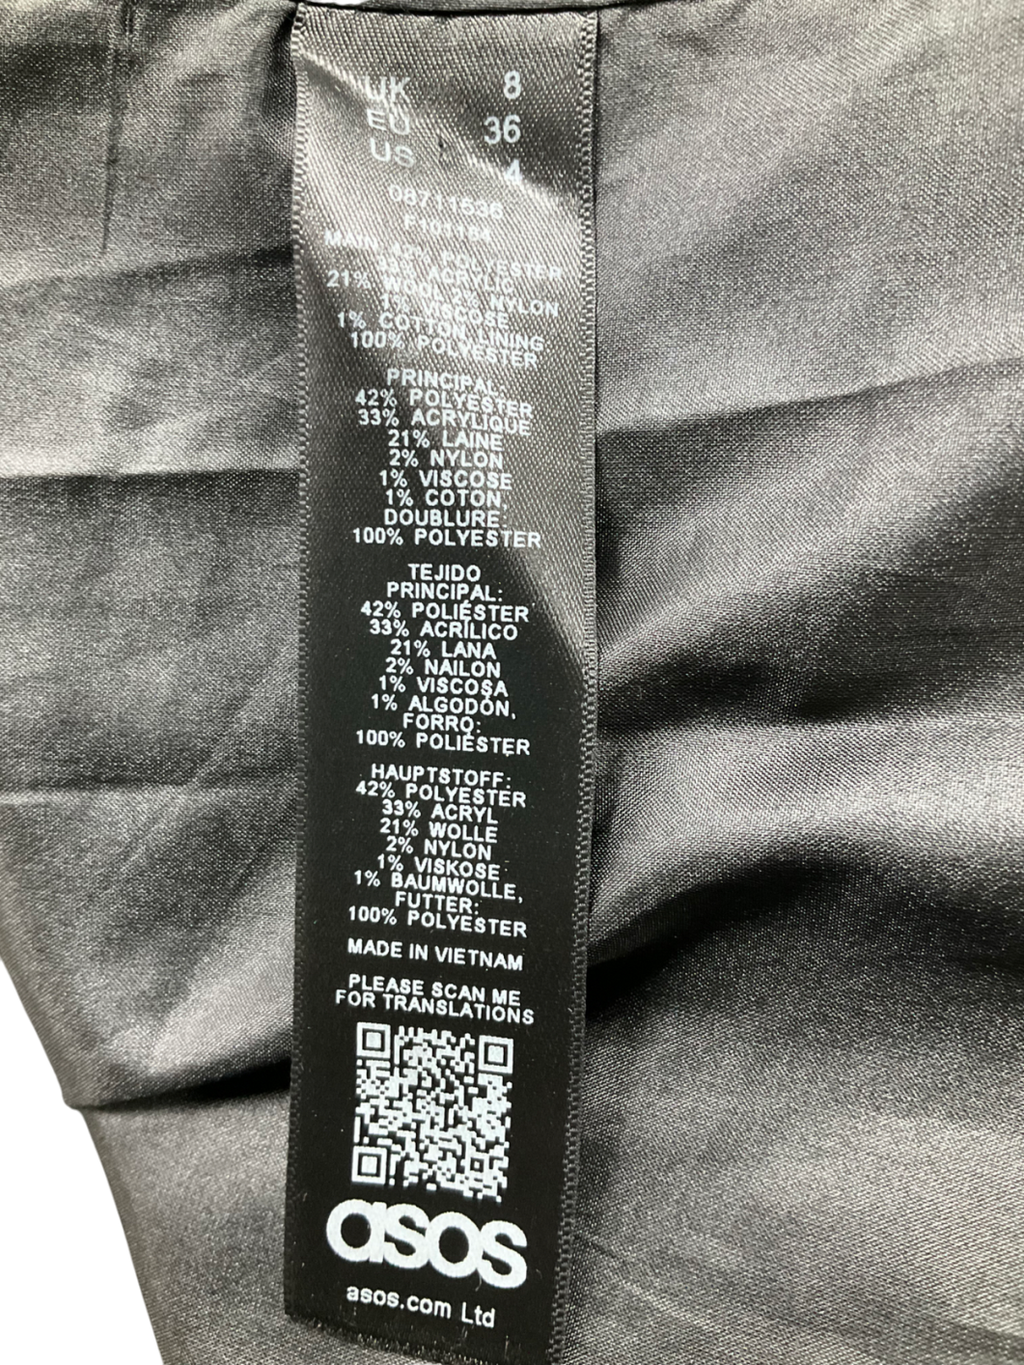 UK 8
EU 36
US 4
08711536
F101184
MAIN: 42% POLYESTER
33% ACRYLIC
21% WOOL 2% NYLON
1% VISCOSE
1% COTTON, LINING
100% POLYESTER
PRINCIPAL:
42% POLYESTER
33% ACRYLIQUE
21% LAINE
2% NYLON
1% VISCOSE
1% COTON,
DOUBLURE:
100% POLYESTER
TEJIDO
PRINCIPAL:
42% POLIÉSTER
33% ACRÍLICO
21% LANA
2% NAILON
1% VISCOSA
1% ALGODÓN,
FORRO:
100% POLIÉSTER
HAUPTSTOFF:
42% POLYESTER
33% ACRYL
21% WOLLE
2% NYLON
1% VISKOSE
1% BAUMWOLLE,
FUTTER:
100% POLYESTER
MADE IN VIETNAM
PLEASE SCAN ME
FOR TRANSLATIONS
asos
asos.com Ltd